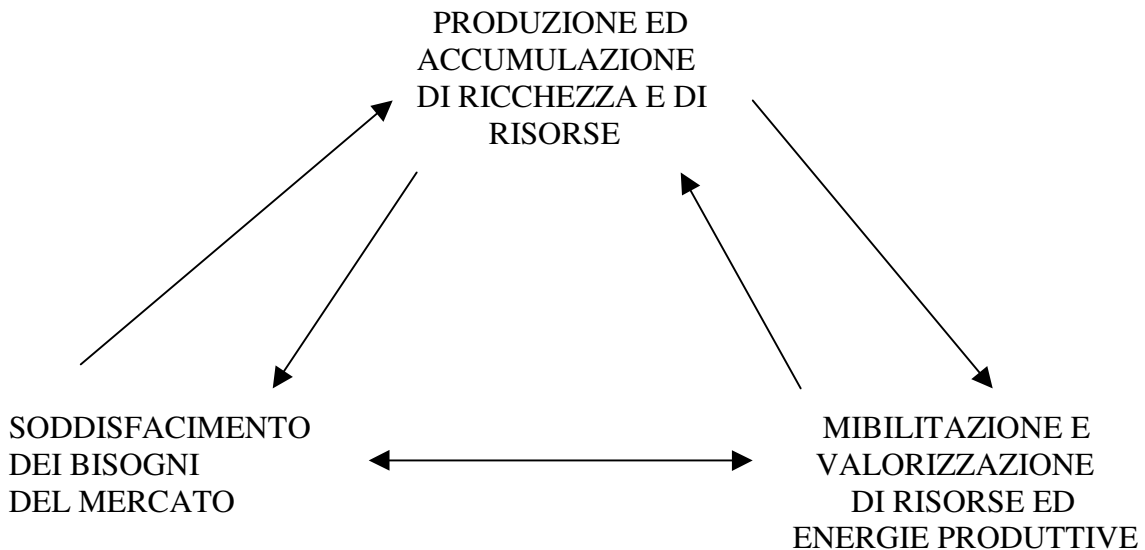 PRODUZIONE ED
ACCUMULAZIONE
DI RICCHEZZA E DI
RISORSE
SODDISFACIMENTO
DEI BISOGNI
DEL MERCATO
MIBILITAZIONE E
VALORIZZAZIONE
DI RISORSE ED
ENERGIE PRODUTTIVE